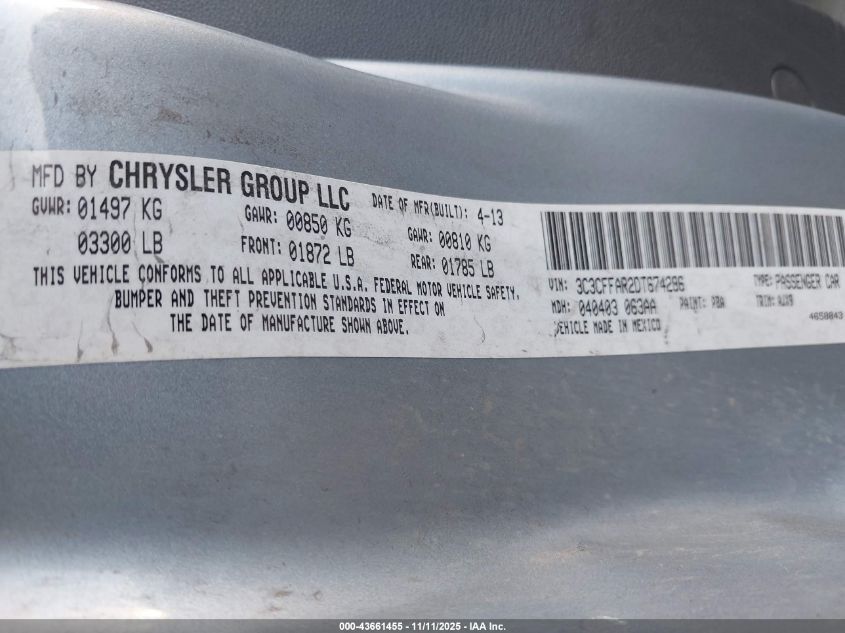 MFD BY CHRYSLER GROUP LLC
DATE OF MFR(BUILT): 4-13
GVWR: 01497 KG
03300 LB
GAWR: 00850 KG
FRONT: 01872 LB
GAWR: 00810 KG
REAR: 01785 LB
THIS VEHICLE CONFORMS TO ALL APPLICABLE U.S.A. FEDERAL MOTOR VEHICLE SAFETY,
BUMPER AND THEFT PREVENTION STANDARDS IN EFFECT ON
THE DATE OF MANUFACTURE SHOWN ABOVE.
VIN: 3C3CFFAR2DT674296
TYPE: PASSENGER CAR
MDH: 040403 063AA
PAINT: PBA
TRIM: AJX9
VEHICLE MADE IN MEXICO
4658843
000-43661455 - 11/11/2025 - IAA Inc.